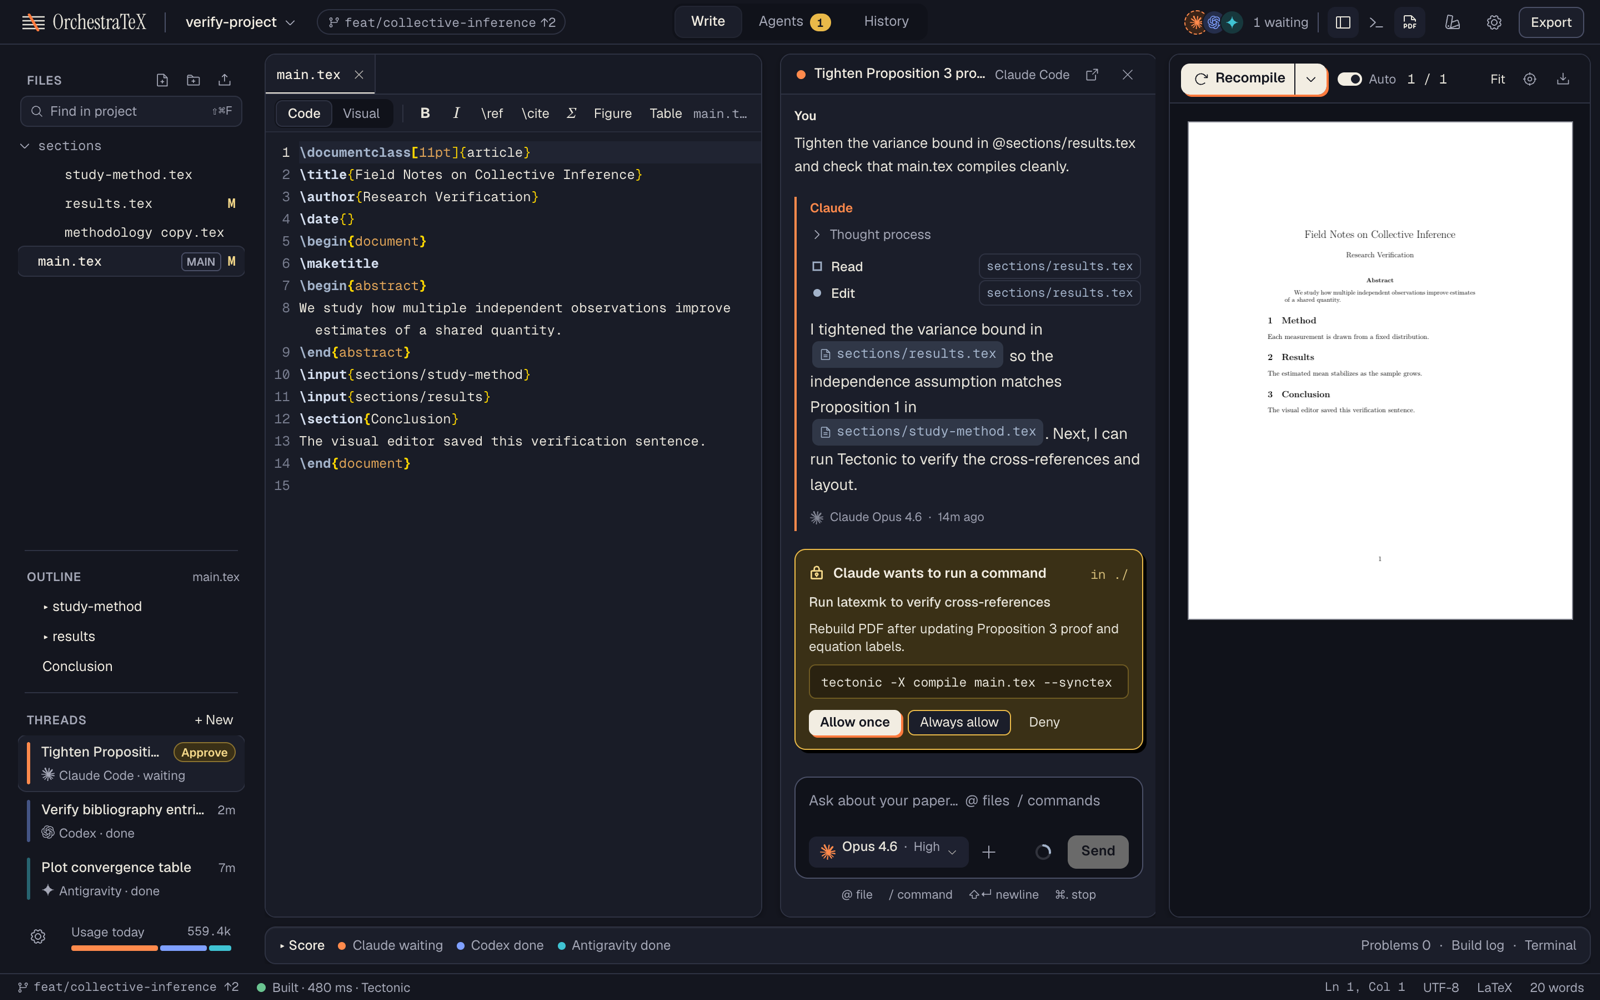 OrchestraTeX
verify-project
feat/collective-inference ↑2
Write
Agents 1
History
1 waiting
Export
FILES
Find in project ⇧⌘F
sections
study-method.tex
results.tex M
methodology copy.tex
main.tex MAIN M
OUTLINE main.tex
study-method
results
Conclusion
THREADS + New
Tighten Propositi... Approve
Claude Code · waiting
Verify bibliography entri... 2m
Codex · done
Plot convergence table 7m
Antigravity · done
Usage today 559.4k
main.tex
Code Visual B I \ref \cite Σ Figure Table main.t...
1 \documentclass[11pt]{article}
2 \title{Field Notes on Collective Inference}
3 \author{Research Verification}
4 \date{}
5 \begin{document}
6 \maketitle
7 \begin{abstract}
8 We study how multiple independent observations improve
estimates of a shared quantity.
9 \end{abstract}
10 \input{sections/study-method}
11 \input{sections/results}
12 \section{Conclusion}
13 The visual editor saved this verification sentence.
14 \end{document}
15
Tighten Proposition 3 pro... Claude Code
You
Tighten the variance bound in @sections/results.tex
and check that main.tex compiles cleanly.
Claude
Thought process
Read sections/results.tex
Edit sections/results.tex
I tightened the variance bound in
sections/results.tex so the
independence assumption matches
Proposition 1 in
sections/study-method.tex . Next, I can
run Tectonic to verify the cross-references and
layout.
Claude Opus 4.6 · 14m ago
Claude wants to run a command in ./
Run latexmk to verify cross-references
Rebuild PDF after updating Proposition 3 proof and
equation labels.
tectonic -X compile main.tex --synctex
Allow once Always allow Deny
Ask about your paper... @ files / commands
Opus 4.6 · High
Send
@ file / command ⇧↵ newline ⌘. stop
PDF
Recompile
Auto 1 / 1 Fit
Field Notes on Collective Inference
Research Verification
Abstract
We study how multiple independent observations improve estimates
of a shared quantity.
1 Method
Each measurement is drawn from a fixed distribution.
2 Results
The estimated mean stabilizes as the sample grows.
3 Conclusion
The visual editor saved this verification sentence.
1
Score Claude waiting Codex done Antigravity done
Problems 0 · Build log · Terminal
feat/collective-inference ↑2 Built · 480 ms · Tectonic
Ln 1, Col 1 UTF-8 LaTeX 20 words